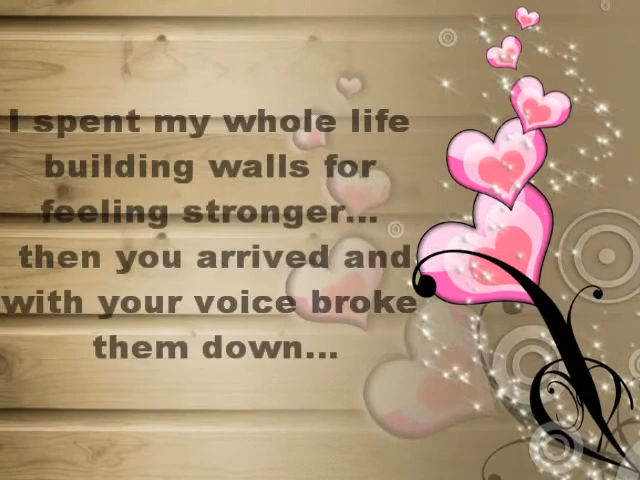 I spent my whole life
building walls for
feeling stronger...
then you arrived and
with your voice broke
them down...